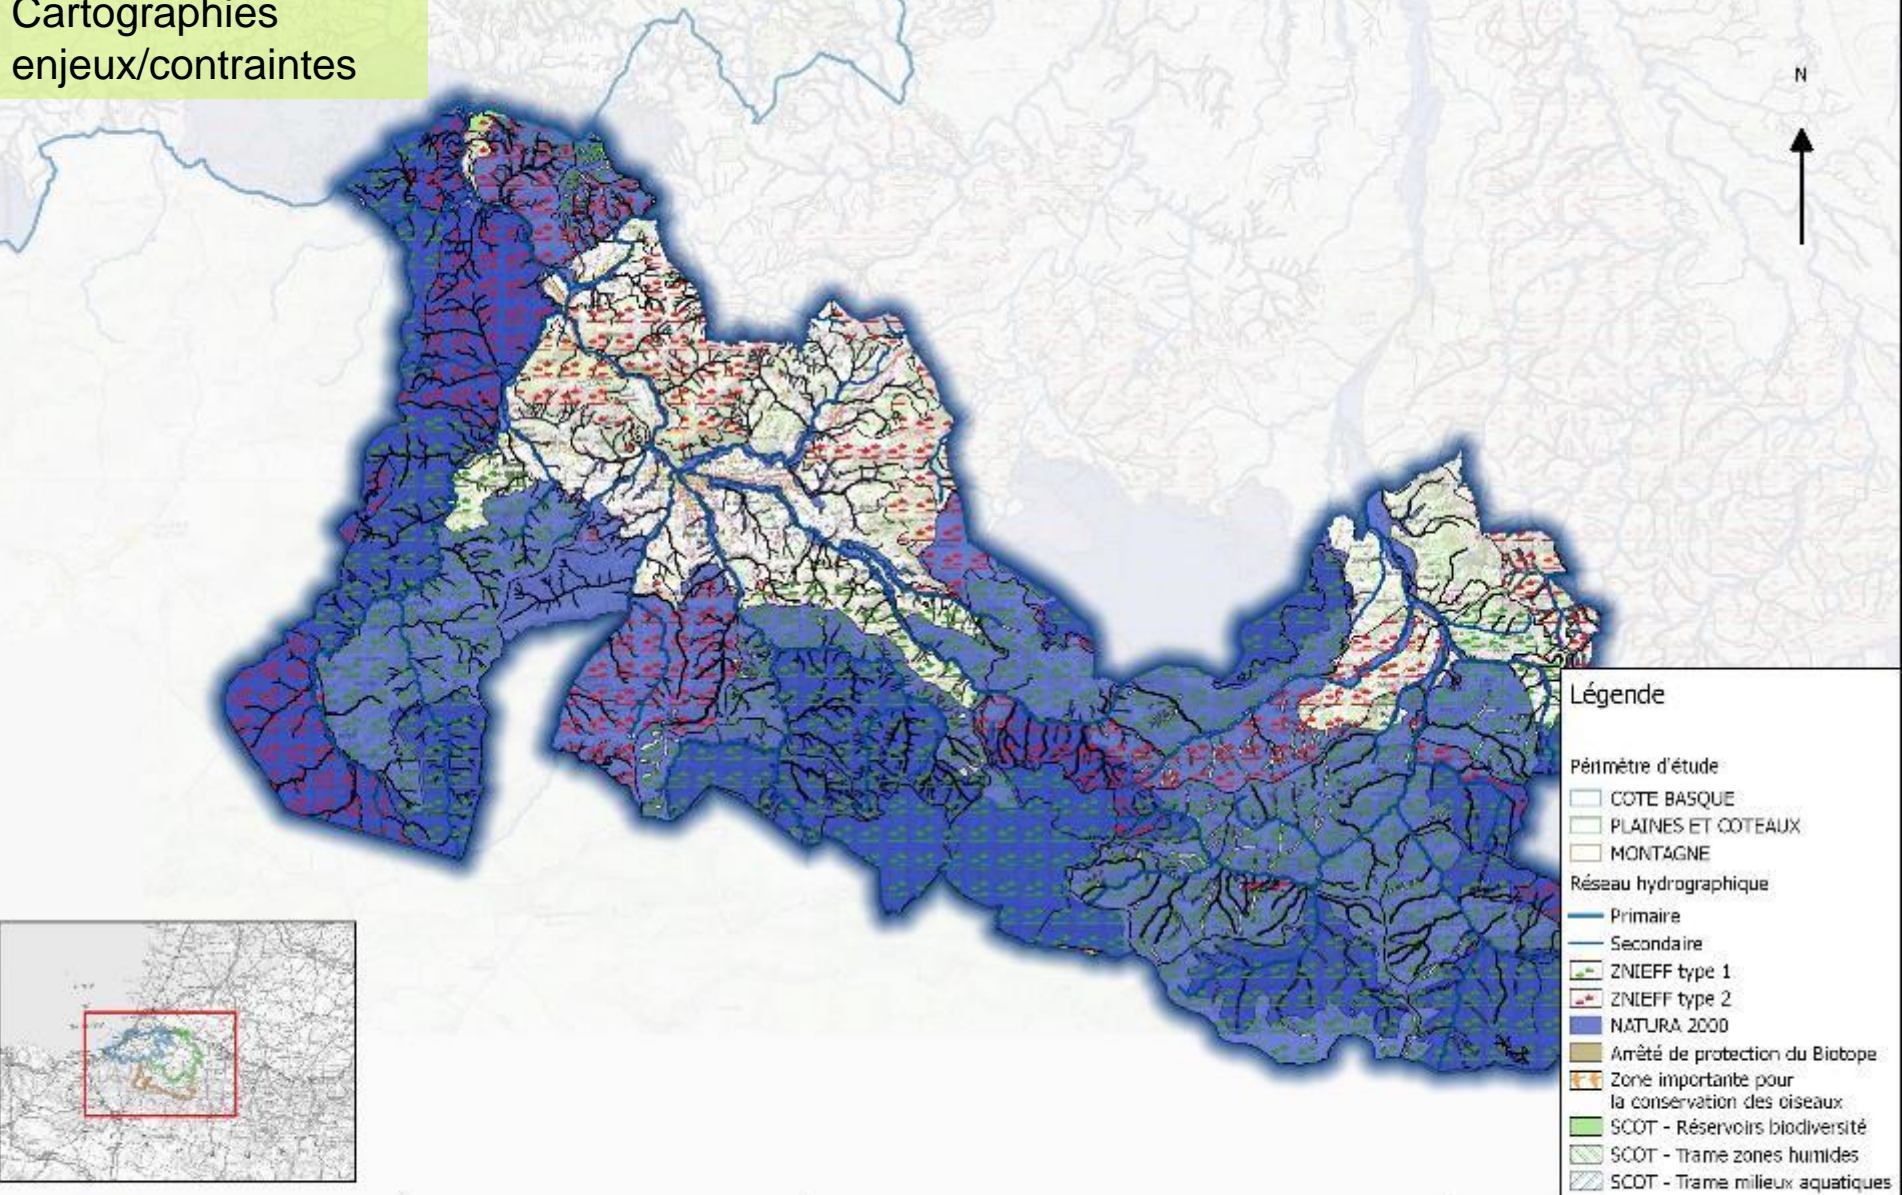 Cartographies
enjeux/contraintes
N
Légende
Périmètre d'étude
COTE BASQUE
PLAINES ET COTEAUX
MONTAGNE
Réseau hydrographique
Primaire
Secondaire
ZNIEFF type 1
ZNIEFF type 2
NATURA 2000
Arrêté de protection du Biotope
Zone importante pour
la conservation des oiseaux
SCOT - Réservoirs biodiversité
SCOT - Trame zones humides
SCOT - Trame milieux aquatiques